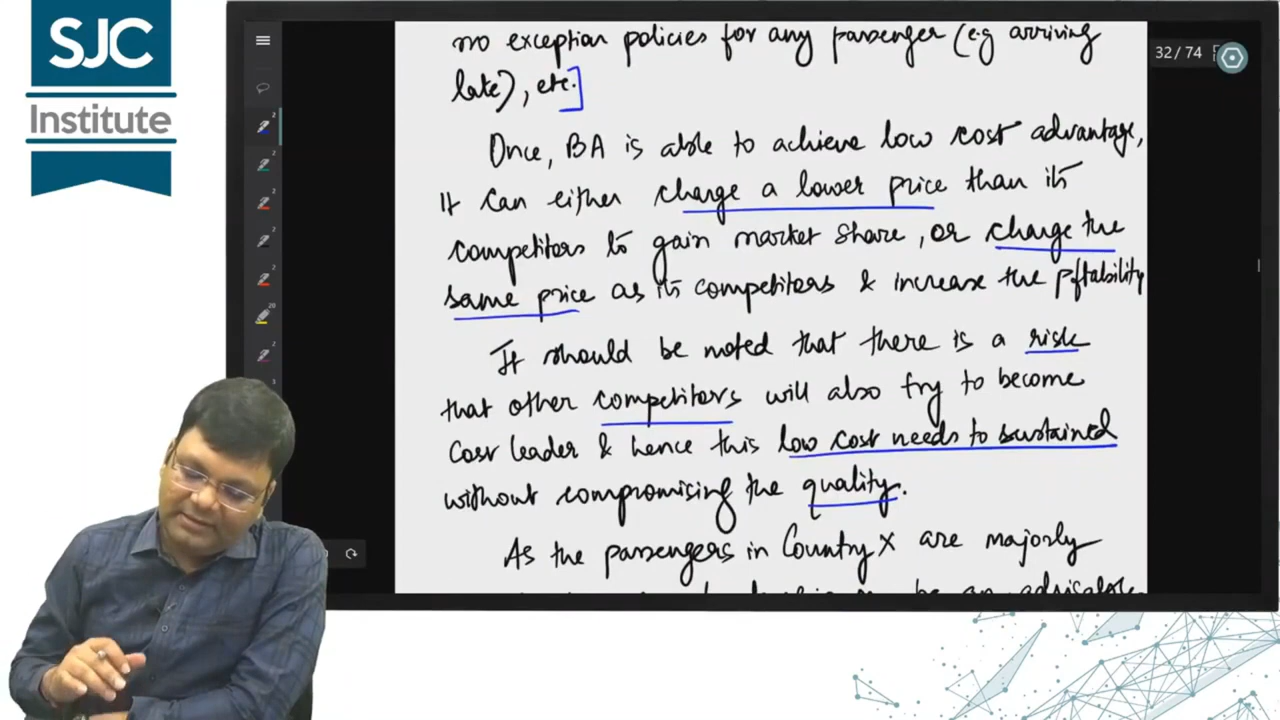 SJC
Institute
32/74
no exception policies for any passenger (e.g arriving
late), etc.]
Once, BA is able to achieve low cost advantage,
It can either charge a lower price than its
competitors to gain market share, or charge the
same price as its competitors & increase the pftability
It should be noted that there is a risk
that other competitors will also try to become
Cost leader & hence this low cost needs to sustained
without compromising the quality.
As the passengers in Country X are majorly